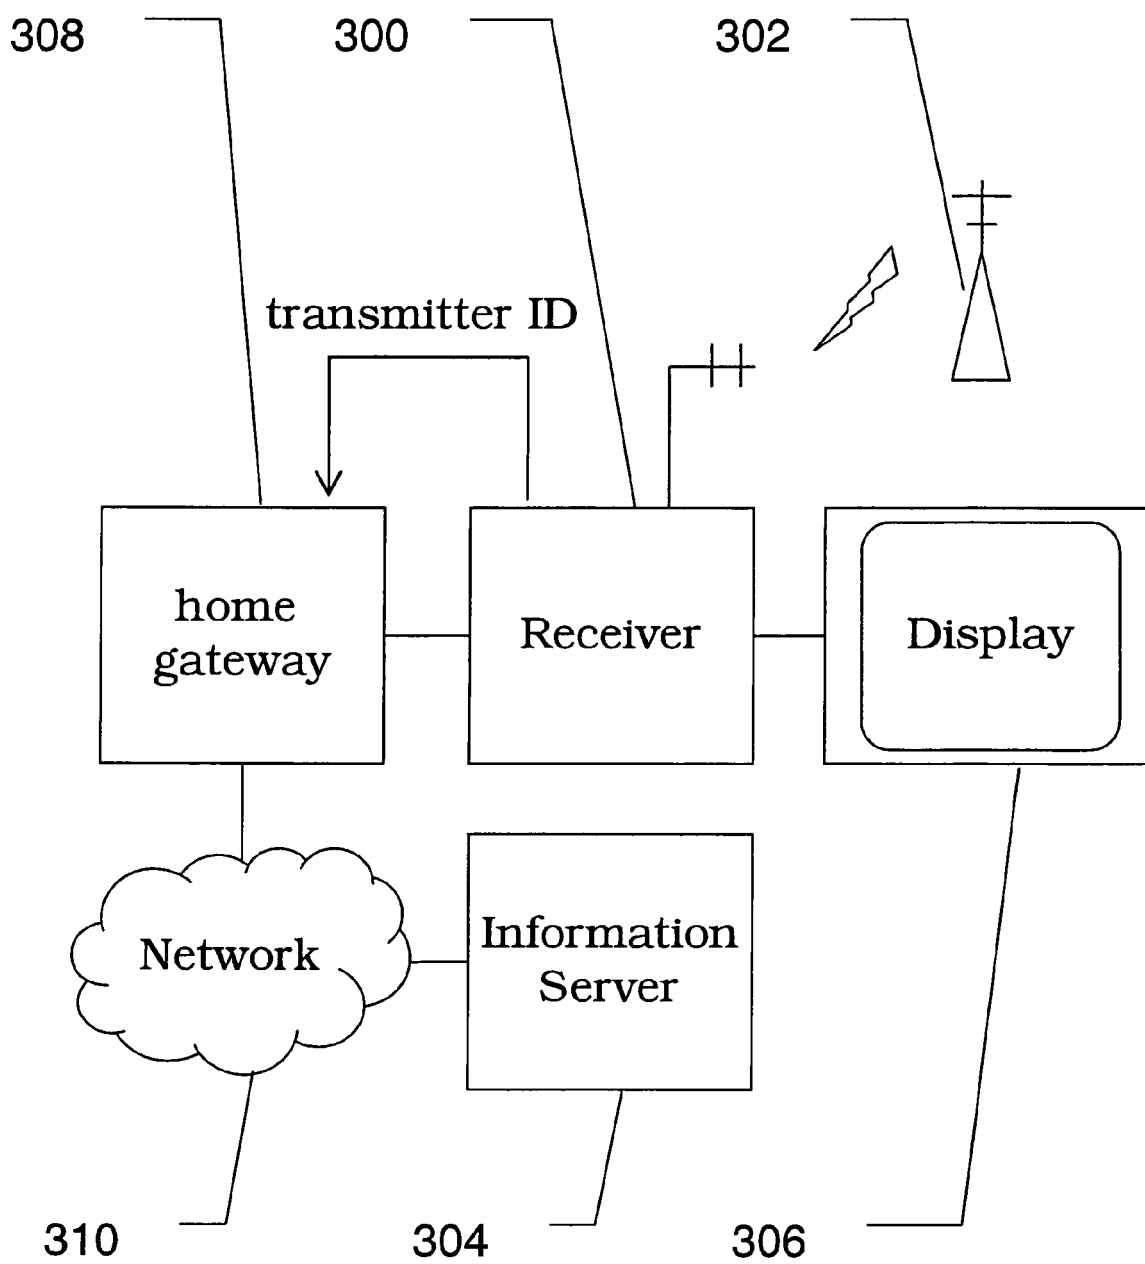 308
300
302
transmitter ID
home
gateway
Receiver
Display
Network
Information
Server
310
304
306